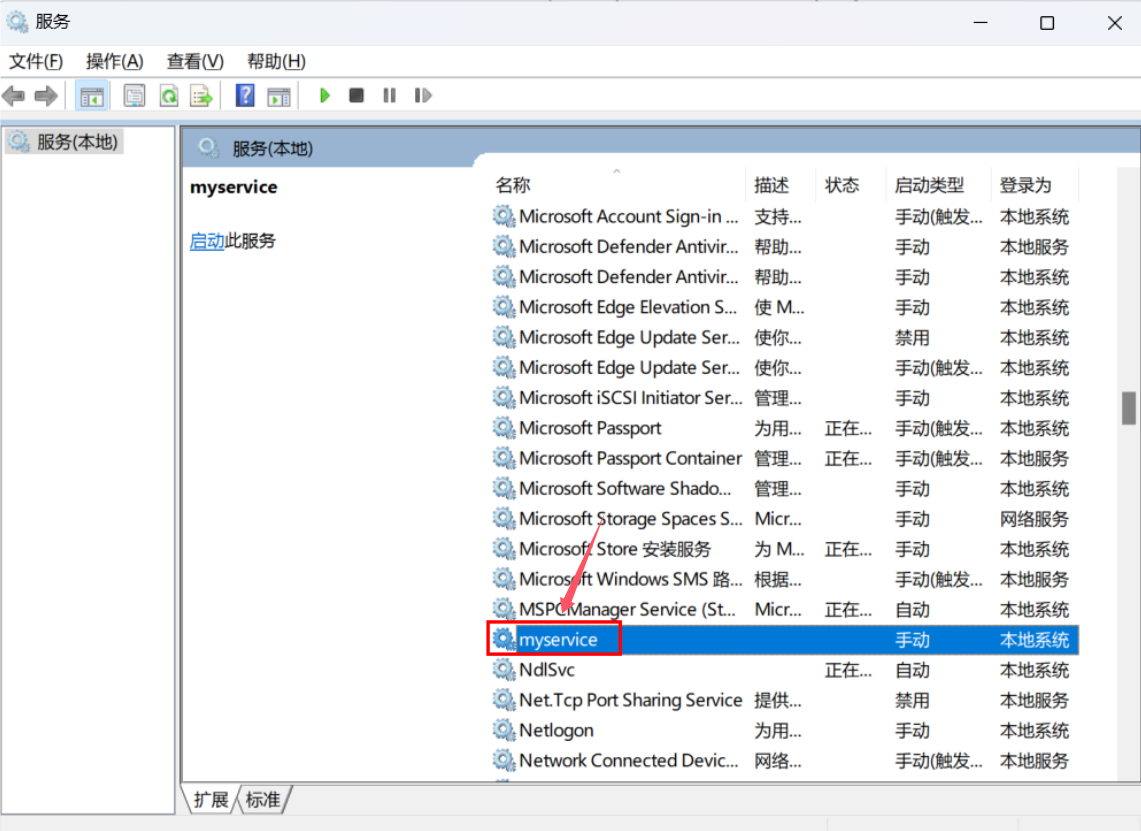 服务
文件(F) 操作(A) 查看(V) 帮助(H)
服务(本地)
服务(本地)
myservice
启动此服务
名称 描述 状态 启动类型 登录为
Microsoft Account Sign-in ... 支持... 手动(触发... 本地系统
Microsoft Defender Antivir... 帮助... 手动 本地服务
Microsoft Defender Antivir... 帮助... 手动 本地系统
Microsoft Edge Elevation S... 使 M... 手动 本地系统
Microsoft Edge Update Ser... 使你... 禁用 本地系统
Microsoft Edge Update Ser... 使你... 手动(触发... 本地系统
Microsoft iSCSI Initiator Ser... 管理... 手动 本地系统
Microsoft Passport 为用... 正在... 手动(触发... 本地系统
Microsoft Passport Container 管理... 正在... 手动(触发... 本地服务
Microsoft Software Shado... 管理... 手动 本地系统
Microsoft Storage Spaces S... Micr... 手动 网络服务
Microsoft Store 安装服务 为 M... 正在... 手动 本地系统
Microsoft Windows SMS 路... 根据... 手动(触发... 本地服务
MSPCManager Service (St... Micr... 正在... 自动 本地系统
myservice 手动 本地系统
NdlSvc 正在... 自动 本地系统
Net.Tcp Port Sharing Service 提供... 禁用 本地服务
Netlogon 为用... 手动 本地系统
Network Connected Devic... 网络... 手动(触发... 本地服务
扩展 标准